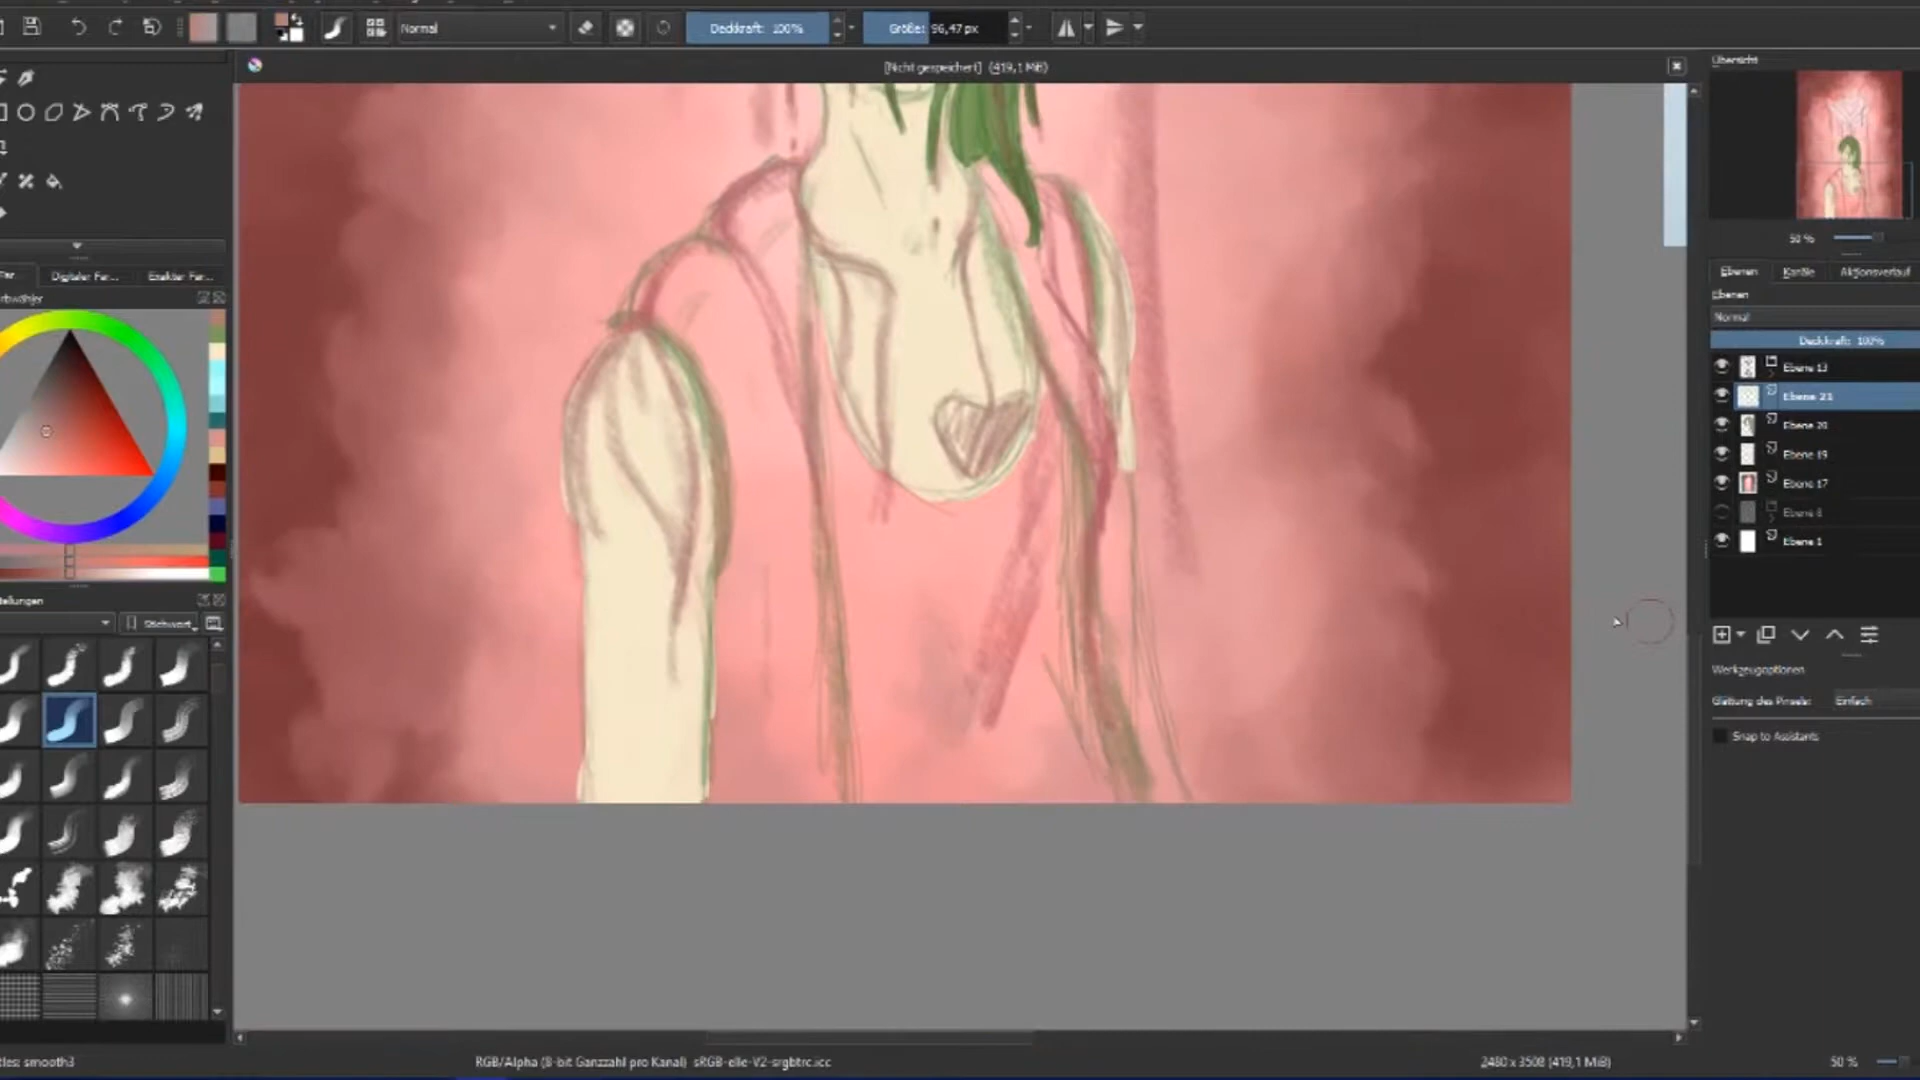 Normal
Deckkraft: 100%
Größe: 96,47 px
[Nicht gespeichert] (419,1 MiB)
Übersicht
50 %
Digitaler Far...
Exakter Far...
Ebenen
Kanäle
Aktionsverlauf
Ebenen
Normal
Deckkraft: 100%
Ebene 13
Ebene 21
Ebene 20
Ebene 19
Ebene 17
Ebene 8
Ebene 1
Stichwort
Werkzeugoptionen
Glättung des Pinsels:
Einfach
Snap to Assistants
smooth3
RGB/Alpha (8-bit Ganzzahl pro Kanal) sRGB-elle-V2-srgbtrc.icc
2480 x 3508 (419,1 MiB)
50 %